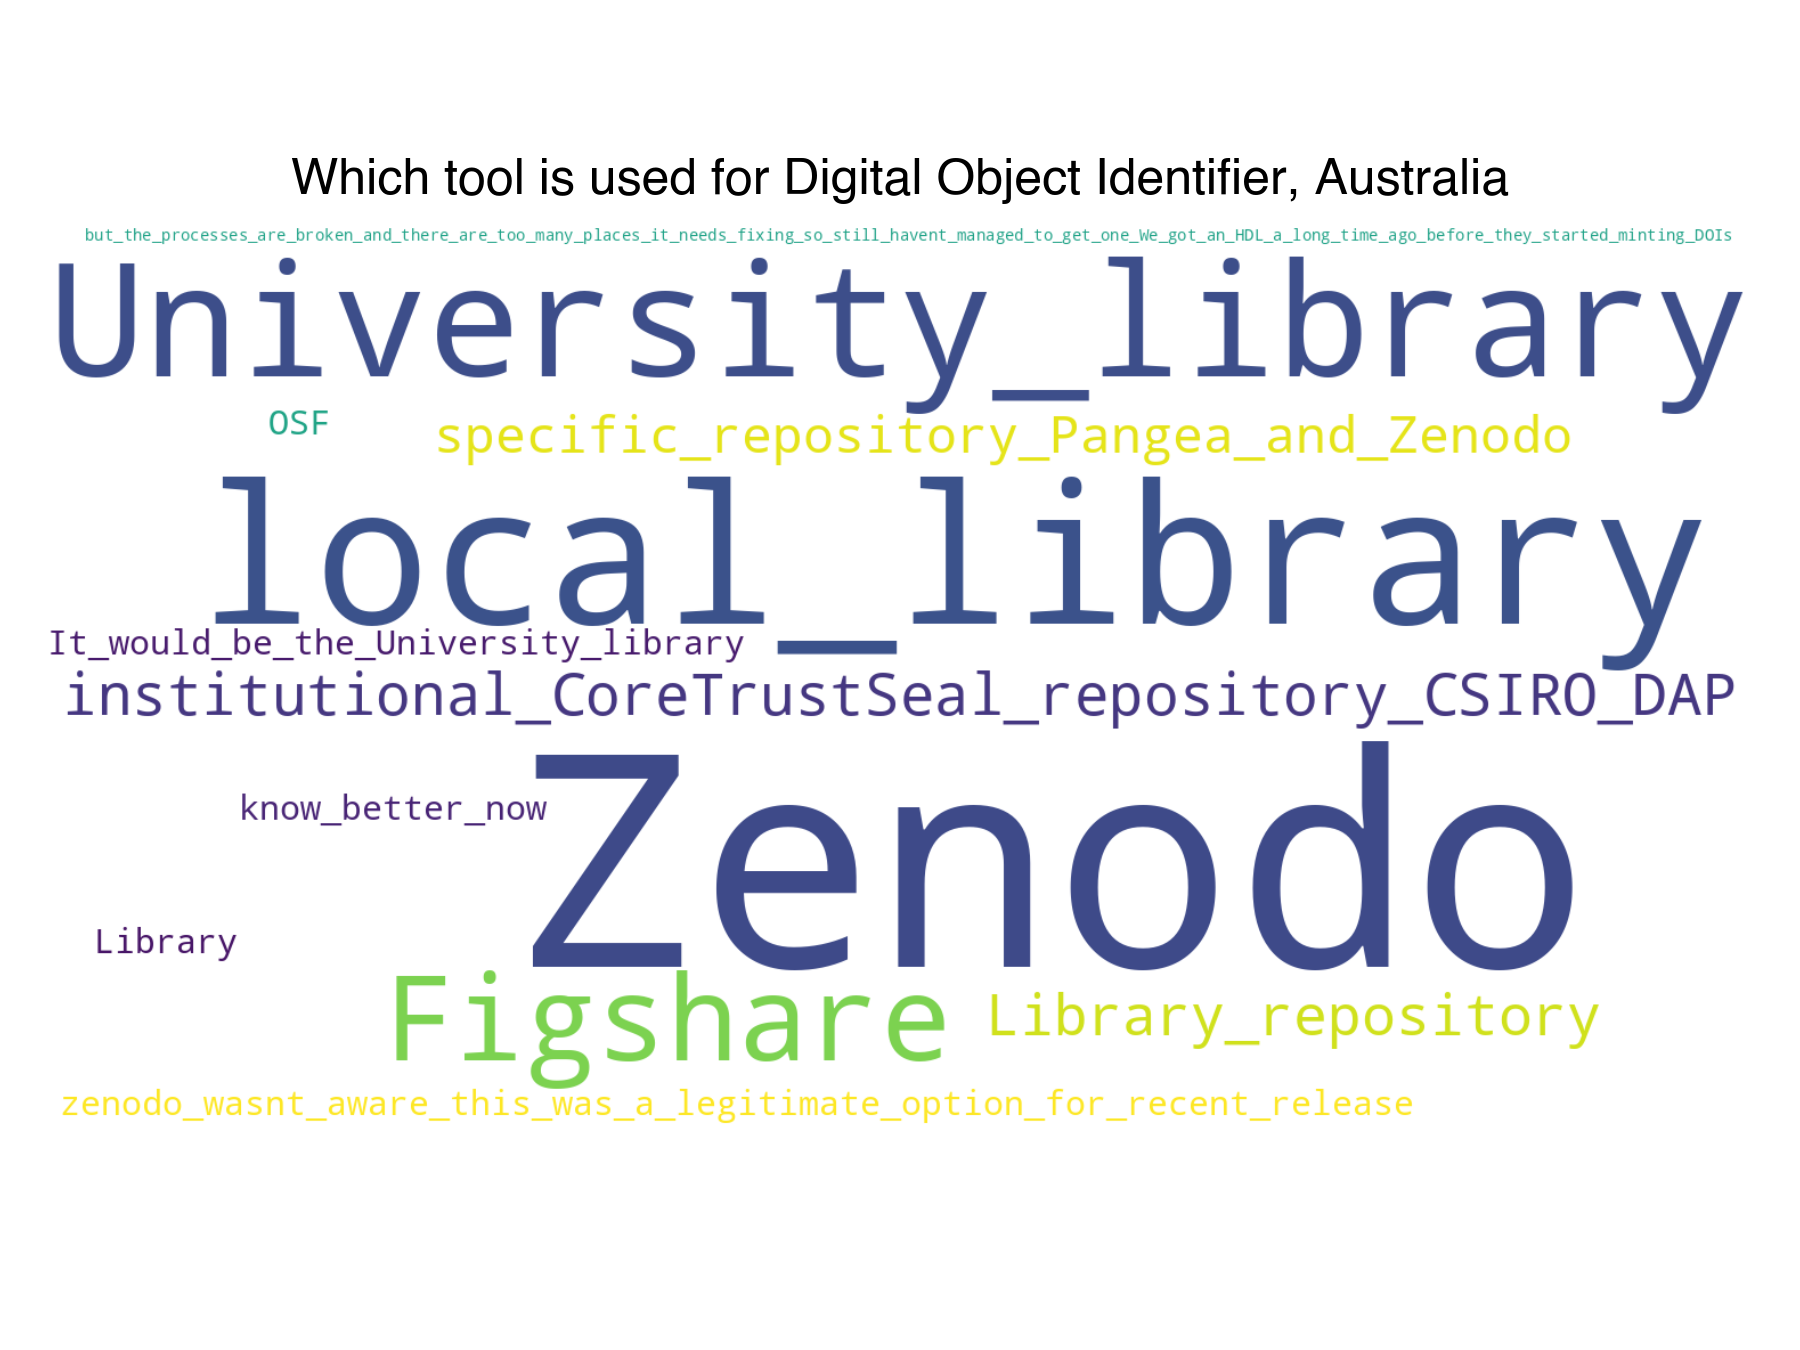 Which tool is used for Digital Object Identifier, Australia
but_the_processes_are_broken_and_there_are_too_many_places_it_needs_fixing_so_still_havent_managed_to_get_one_We_got_an_HDL_a_long_time_ago_before_they_started_minting_DOIs
University_library
OSF
specific_repository_Pangea_and_Zenodo
local_library
It_would_be_the_University_library
institutional_CoreTrustSeal_repository_CSIRO_DAP
Zenodo
know_better_now
Library
Figshare
Library_repository
zenodo_wasnt_aware_this_was_a_legitimate_option_for_recent_release